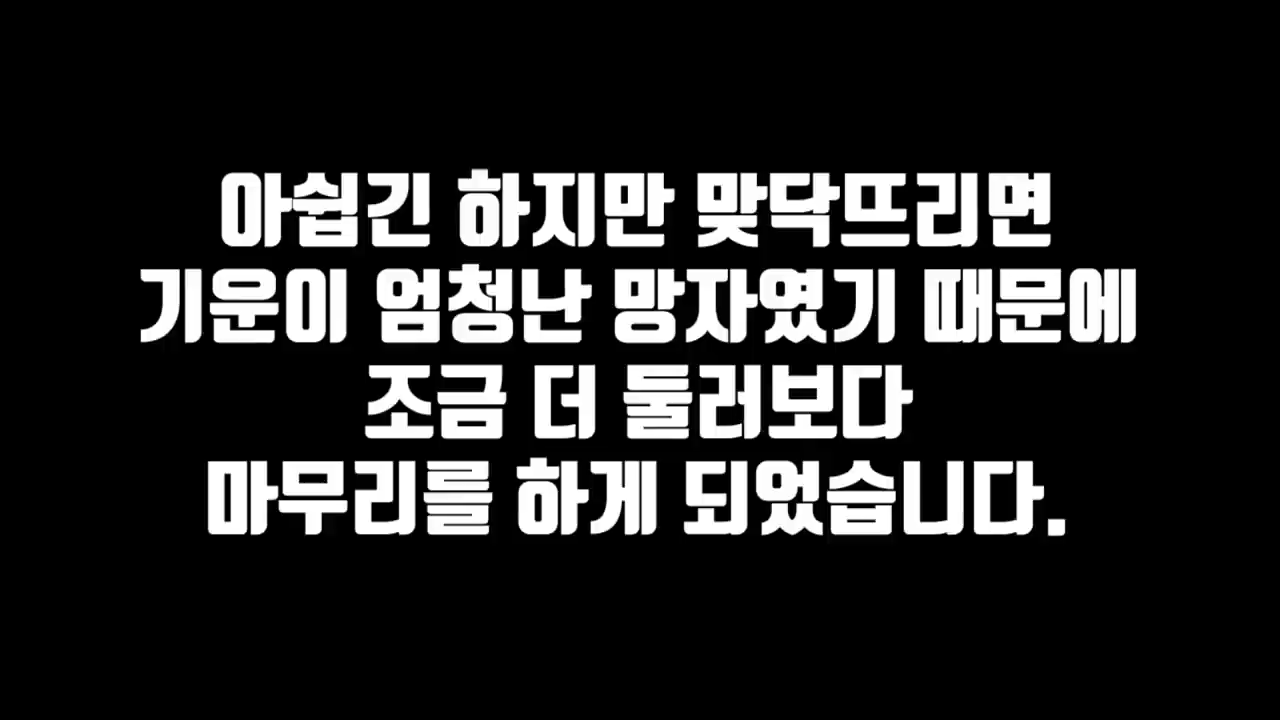 아쉽긴 하지만 맞닥뜨리면
기운이 엄청난 망자였기 때문에
조금 더 둘러보다
마무리를 하게 되었습니다.